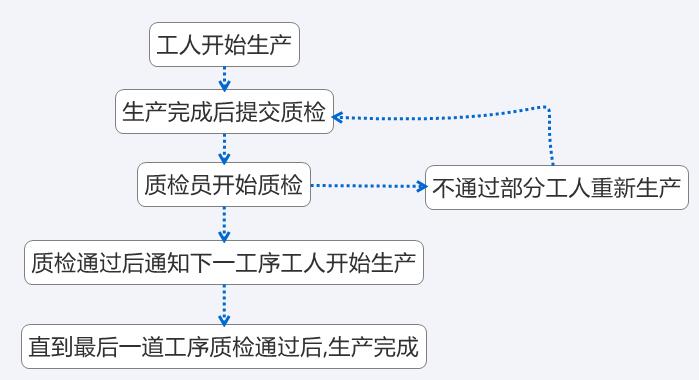 工人开始生产
生产完成后提交质检
质检员开始质检
不通过部分工人重新生产
质检通过后通知下一工序工人开始生产
直到最后一道工序质检通过后,生产完成